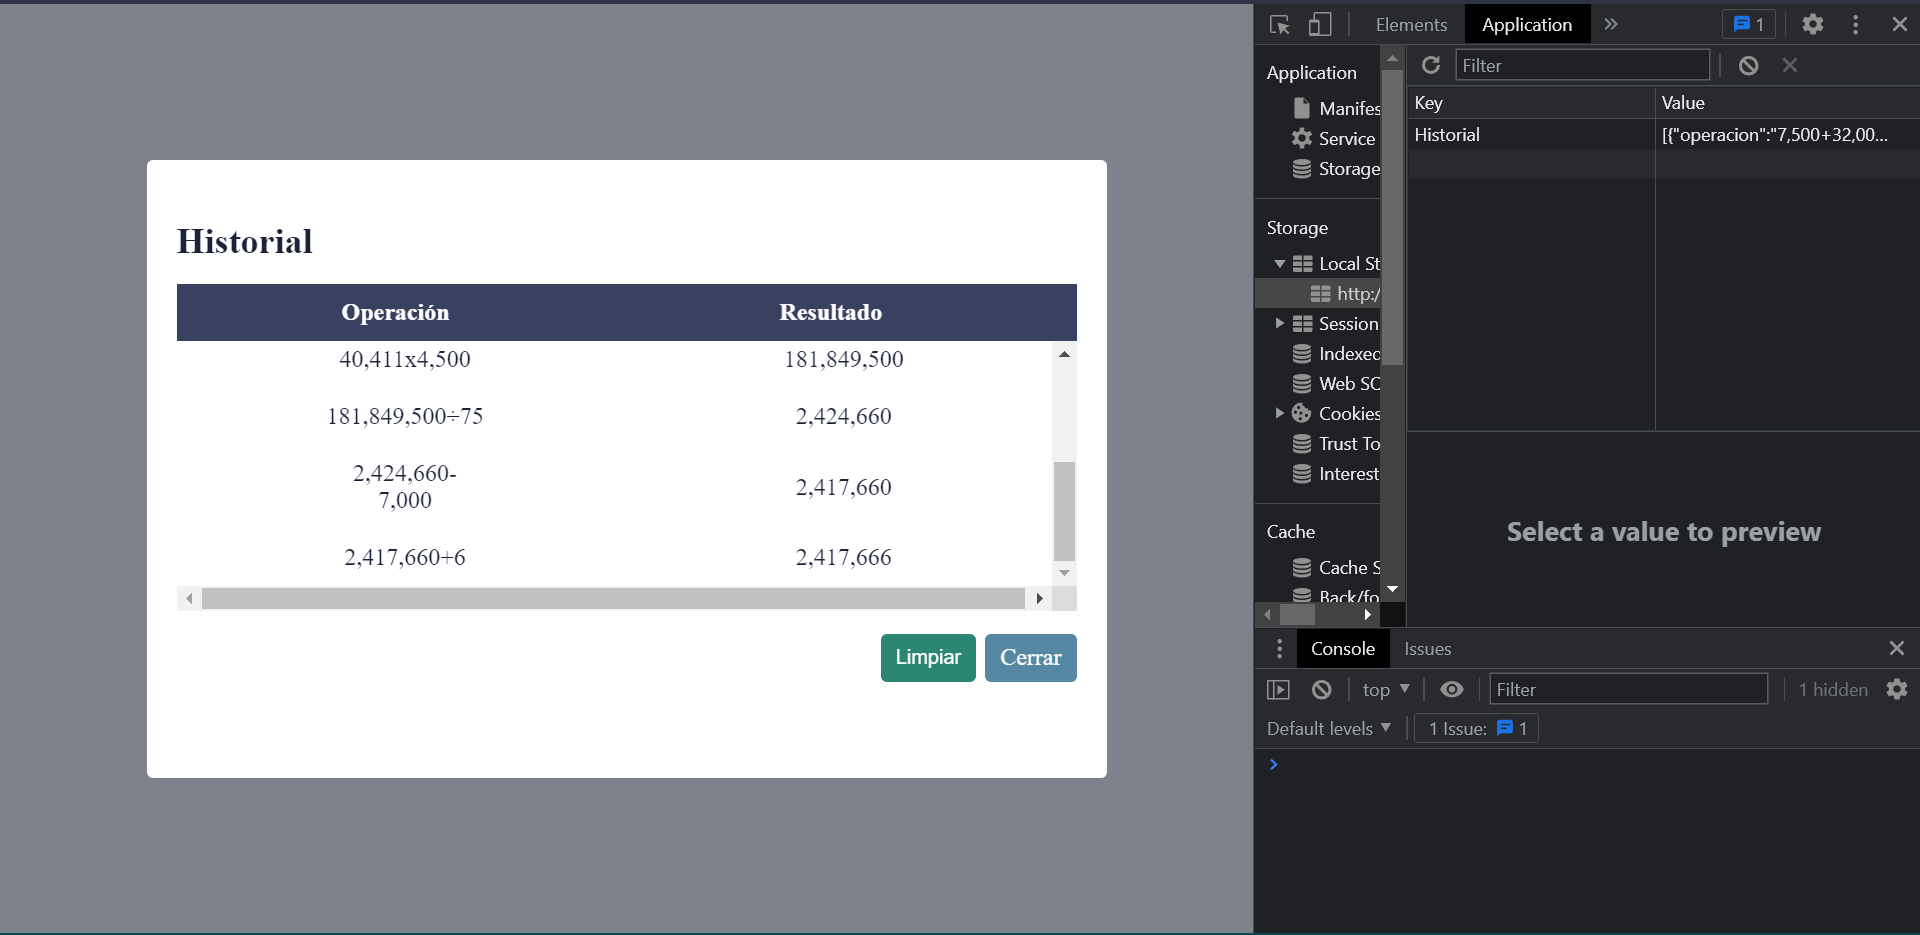 Historial
Operación Resultado
40,411x4,500 181,849,500
181,849,500÷75 2,424,660
2,424,660-
7,000 2,417,660
2,417,660+6 2,417,666
Limpiar Cerrar
Elements Application 1
Application
Manifes
Service
Storage
Storage
Local St
http:/
Session
Indexed
Web SQ
Cookies
Trust To
Interest
Cache
Cache S
Back/fo
Filter
Key Value
Historial [{"operacion":"7,500+32,00...
Select a value to preview
Console Issues
top Filter 1 hidden
Default levels 1 Issue: 1